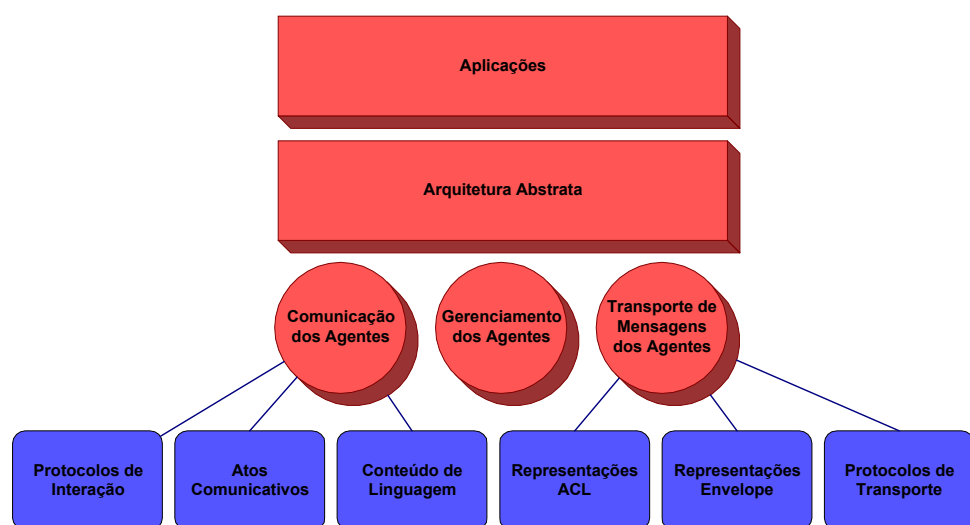 Aplicações
Arquitetura Abstrata
Comunicação
dos Agentes
Gerenciamento
dos Agentes
Transporte de
Mensagens
dos Agentes
Protocolos de
Interação
Atos
Comunicativos
Conteúdo de
Linguagem
Representações
ACL
Representações
Envelope
Protocolos de
Transporte